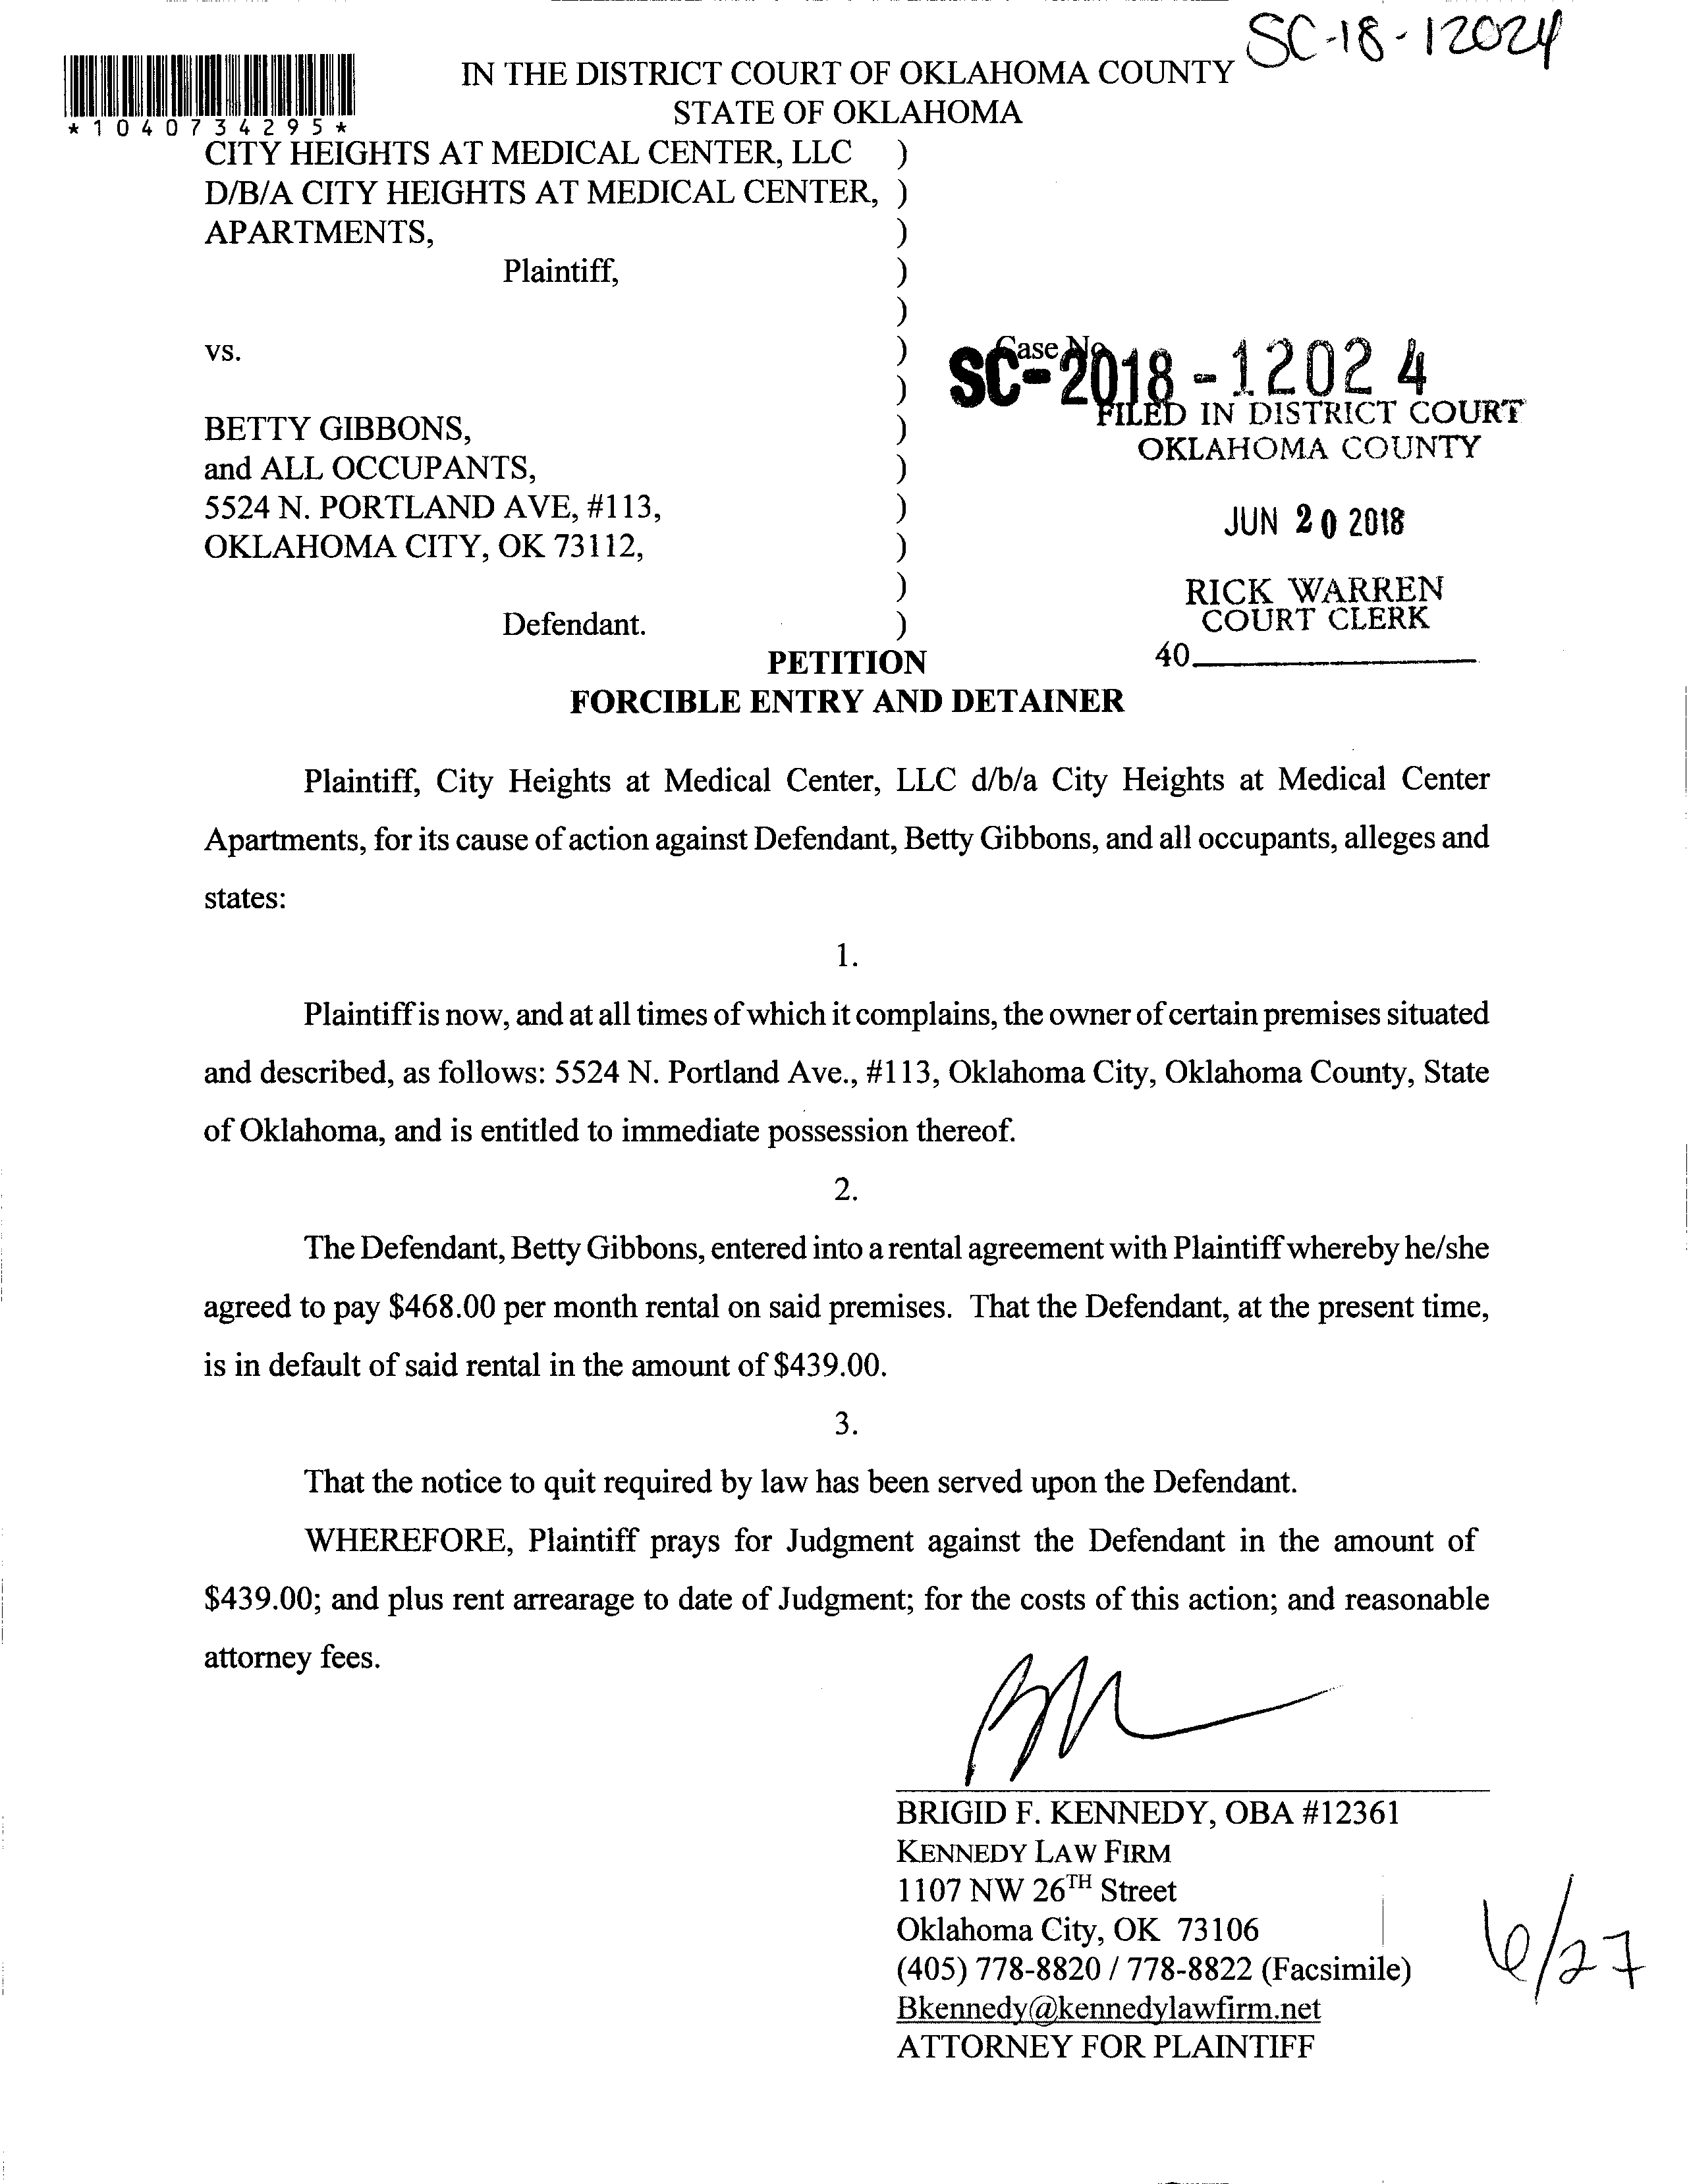 SC-18-12024
*1040734295*
IN THE DISTRICT COURT OF OKLAHOMA COUNTY
STATE OF OKLAHOMA
CITY HEIGHTS AT MEDICAL CENTER, LLC )
D/B/A CITY HEIGHTS AT MEDICAL CENTER, )
APARTMENTS, )
Plaintiff, )
)
vs. )
)
BETTY GIBBONS, )
and ALL OCCUPANTS, )
5524 N. PORTLAND AVE, #113, )
OKLAHOMA CITY, OK 73112, )
)
Defendant. )
Case No.
SC-2018-12024
FILED IN DISTRICT COURT
OKLAHOMA COUNTY
JUN 20 2018
RICK WARREN
COURT CLERK
40
PETITION
FORCIBLE ENTRY AND DETAINER
Plaintiff, City Heights at Medical Center, LLC d/b/a City Heights at Medical Center
Apartments, for its cause of action against Defendant, Betty Gibbons, and all occupants, alleges and
states:
1.
Plaintiff is now, and at all times of which it complains, the owner of certain premises situated
and described, as follows: 5524 N. Portland Ave., #113, Oklahoma City, Oklahoma County, State
of Oklahoma, and is entitled to immediate possession thereof.
2.
The Defendant, Betty Gibbons, entered into a rental agreement with Plaintiff whereby he/she
agreed to pay $468.00 per month rental on said premises. That the Defendant, at the present time,
is in default of said rental in the amount of $439.00.
3.
That the notice to quit required by law has been served upon the Defendant.
WHEREFORE, Plaintiff prays for Judgment against the Defendant in the amount of
$439.00; and plus rent arrearage to date of Judgment; for the costs of this action; and reasonable
attorney fees.
BRIGID F. KENNEDY, OBA #12361
KENNEDY LAW FIRM
1107 NW 26TH Street
Oklahoma City, OK 73106
(405) 778-8820 / 778-8822 (Facsimile)
Bkennedy@kennedylawfirm.net
ATTORNEY FOR PLAINTIFF
6/27